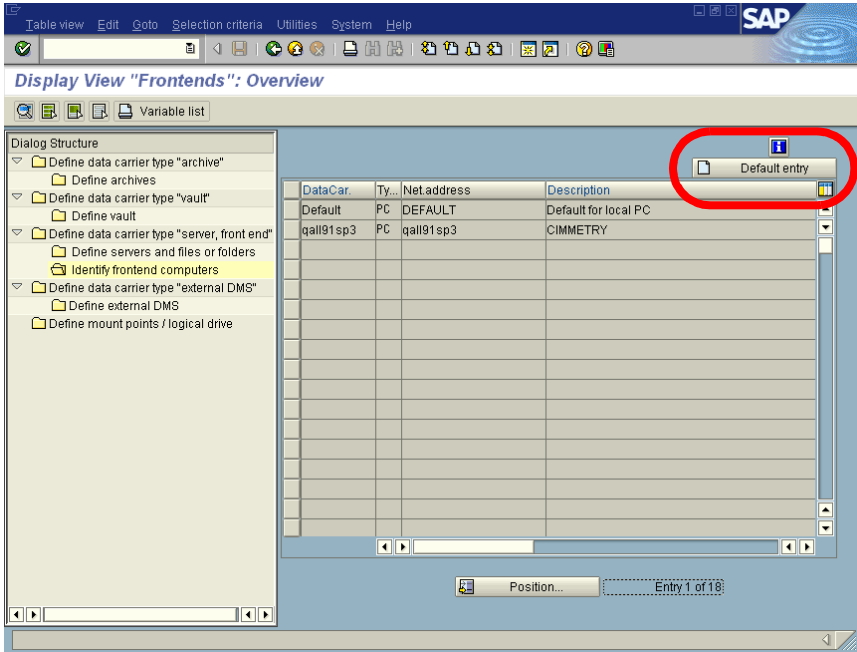 Table view Edit Goto Selection criteria Utilities System Help
SAP
Display View "Frontends": Overview
Variable list
Dialog Structure
Define data carrier type "archive"
Define archives
Define data carrier type "vault"
Define vault
Define data carrier type "server, front end"
Define servers and files or folders
Identify frontend computers
Define data carrier type "external DMS"
Define external DMS
Define mount points / logical drive
Default entry
DataCar. Ty... Net.address Description
Default PC DEFAULT Default for local PC
qall91sp3 PC qall91sp3 CIMMETRY
Position... Entry 1 of 18